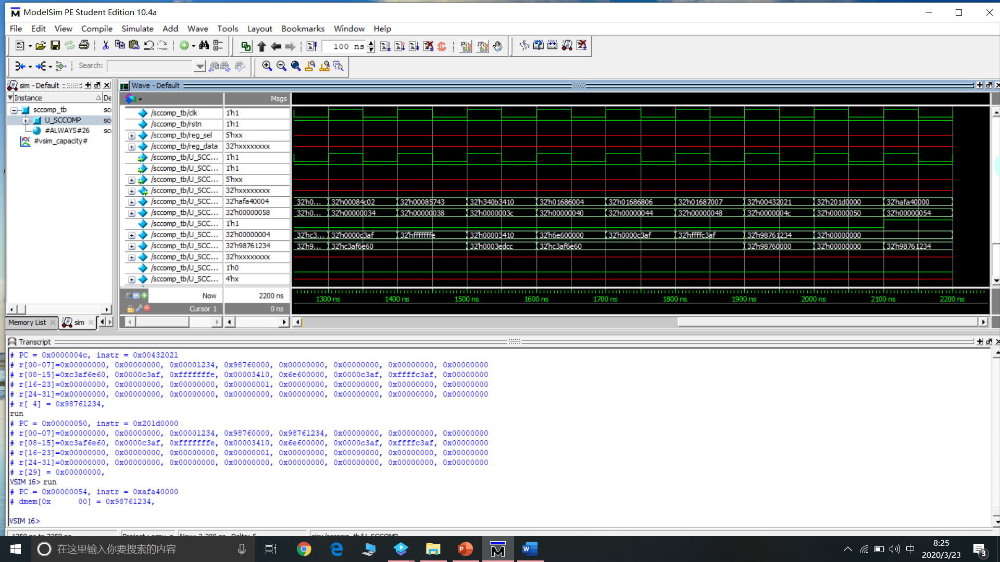 ModelSim PE Student Edition 10.4a
File Edit View Compile Simulate Add Wave Tools Layout Bookmarks Window Help
100 ns
Search:
sim - Default
Instance De
sccomp_tb sc
U_SCCOMP sc
#ALWAYS#26 sc
#vsim_capacity#
Memory List sim
Wave - Default
Msgs
/sccomp_tb/clk 1'h1
/sccomp_tb/rstn 1'h1
/sccomp_tb/reg_sel 5'hxx
/sccomp_tb/reg_data 32'hxxxxxxxx
/sccomp_tb/U_SCC... 1'h1
/sccomp_tb/U_SCC... 1'h1
/sccomp_tb/U_SCC... 5'hxx
/sccomp_tb/U_SCC... 32'hxxxxxxxx
/sccomp_tb/U_SCC... 32'hafa40004 32'h0... 32'h00084c02 32'h00085743 32'h340b3410 32'h01686004 32'h01686806 32'h01687007 32'h00432021 32'h201d0000 32'hafa40000
/sccomp_tb/U_SCC... 32'h00000058 32'h0... 32'h00000034 32'h00000038 32'h0000003c 32'h00000040 32'h00000044 32'h00000048 32'h0000004c 32'h00000050 32'h00000054
/sccomp_tb/U_SCC... 1'h1
/sccomp_tb/U_SCC... 32'h00000004 32'hc3... 32'h0000c3af 32'hfffffffe 32'h00003410 32'h6e600000 32'h0000c3af 32'hffffc3af 32'h98761234 32'h00000000
/sccomp_tb/U_SCC... 32'h98761234 32'h9... 32'hc3af6e60 32'h0003edcc 32'hc3af6e60 32'h98760000 32'h00000000 32'h98761234
/sccomp_tb/U_SCC... 32'hxxxxxxxx
/sccomp_tb/U_SCC... 1'h0
/sccomp_tb/U_SCC... 4'hx
Now 2200 ns
1300 ns 1400 ns 1500 ns 1600 ns 1700 ns 1800 ns 1900 ns 2000 ns 2100 ns 2200 ns
Cursor 1 0 ns
Transcript
# PC = 0x0000004c, instr = 0x00432021
# r[00-07]=0x00000000, 0x00000000, 0x00001234, 0x98760000, 0x00000000, 0x00000000, 0x00000000, 0x00000000
# r[08-15]=0xc3af6e60, 0x0000c3af, 0xfffffffe, 0x00003410, 0x6e600000, 0x0000c3af, 0xffffc3af, 0x00000000
# r[16-23]=0x00000000, 0x00000000, 0x00000000, 0x00000001, 0x00000000, 0x00000000, 0x00000000, 0x00000000
# r[24-31]=0x00000000, 0x00000000, 0x00000000, 0x00000000, 0x00000000, 0x00000000, 0x00000000, 0x00000000
# r[ 4] = 0x98761234,
run
# PC = 0x00000050, instr = 0x201d0000
# r[00-07]=0x00000000, 0x00000000, 0x00001234, 0x98760000, 0x98761234, 0x00000000, 0x00000000, 0x00000000
# r[08-15]=0xc3af6e60, 0x0000c3af, 0xfffffffe, 0x00003410, 0x6e600000, 0x0000c3af, 0xffffc3af, 0x00000000
# r[16-23]=0x00000000, 0x00000000, 0x00000000, 0x00000001, 0x00000000, 0x00000000, 0x00000000, 0x00000000
# r[24-31]=0x00000000, 0x00000000, 0x00000000, 0x00000000, 0x00000000, 0x00000000, 0x00000000, 0x00000000
# r[29] = 0x00000000,
VSIM 16> run
# PC = 0x00000054, instr = 0xafa40000
# dmem[0x 00] = 0x98761234,
VSIM 16>
在这里输入你要搜索的内容
中
8:25
2020/3/23
3